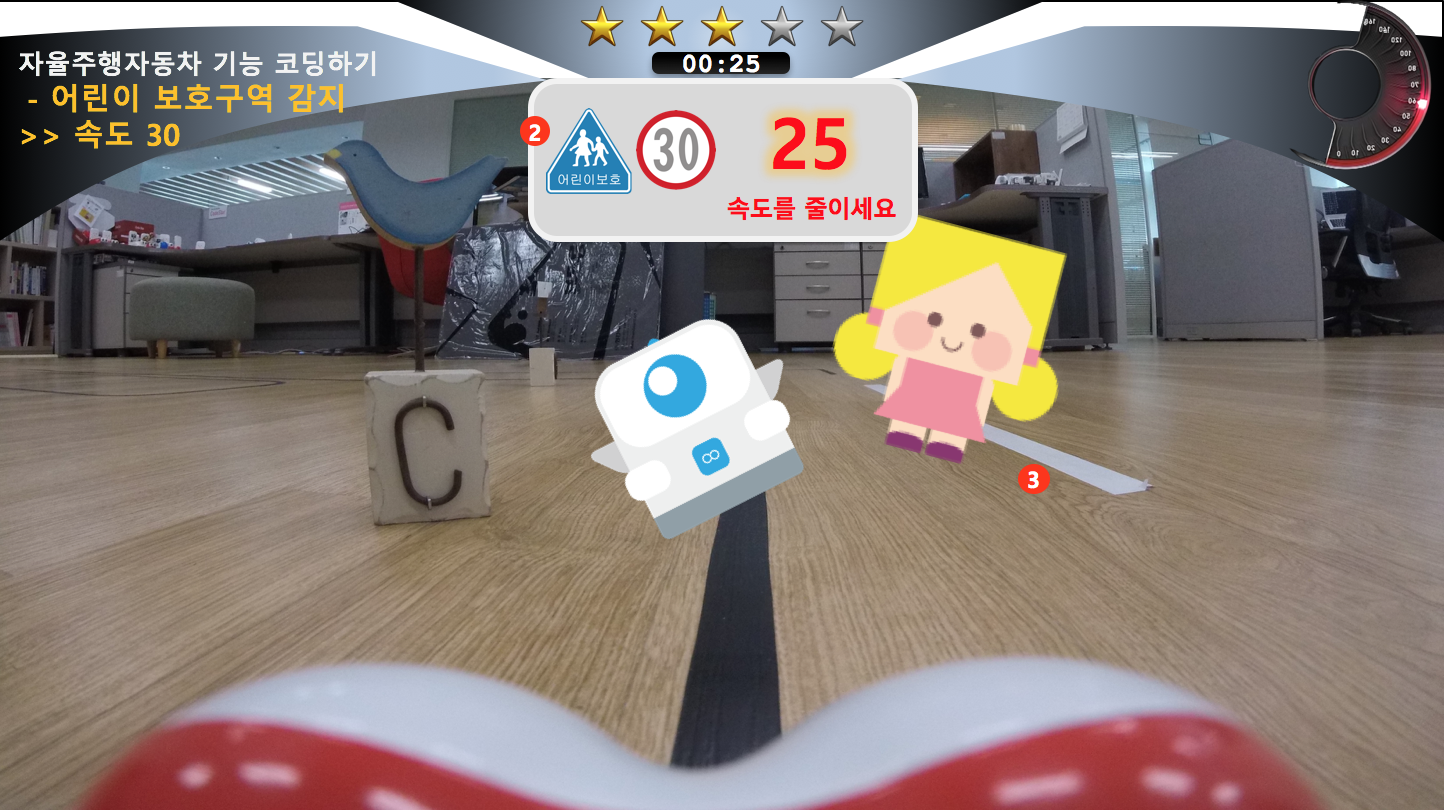 자율주행자동차 기능 코딩하기
- 어린이 보호구역 감지
>> 속도 30
00:25
2
어린이보호
30
25
속도를 줄이세요
3
C